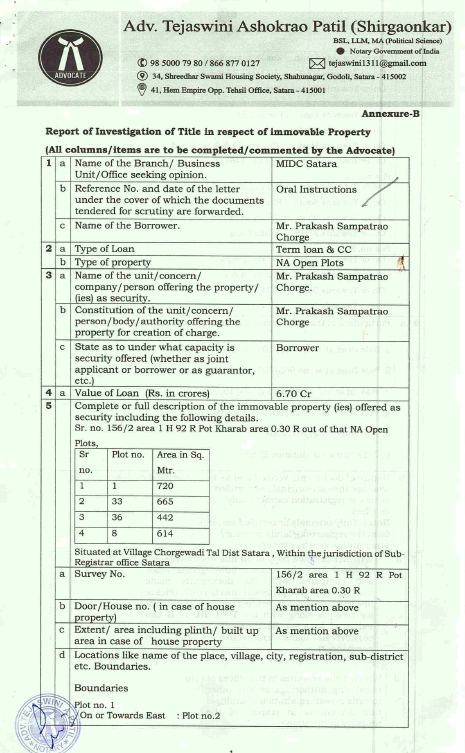 Adv. Tejaswini Ashokrao Patil (Shirgaonkar)
BSL, LLM, MA (Political Science)
Notary Government of India
98 5000 79 80 / 866 877 0127
tejaswini1311@gmail.com
34, Shreedhar Swami Housing Society, Shahunagar, Godoli, Satara - 415002
41, Hem Empire Opp. Tehsil Office, Satara - 415001
ADVOCATE
Annexure-B
Report of Investigation of Title in respect of immovable Property
(All columns/items are to be completed/commented by the Advocate)
1 a Name of the Branch/ Business MIDC Satara
Unit/Office seeking opinion.
b Reference No. and date of the letter Oral Instructions
under the cover of which the documents
tendered for scrutiny are forwarded.
c Name of the Borrower. Mr. Prakash Sampatrao
Chorge
2 a Type of Loan Term loan & CC
b Type of property NA Open Plots
3 a Name of the unit/concern/ Mr. Prakash Sampatrao
company/person offering the property/ Chorge.
(ies) as security.
b Constitution of the unit/concern/ Mr. Prakash Sampatrao
person/body/authority offering the Chorge
property for creation of charge.
c State as to under what capacity is Borrower
security offered (whether as joint
applicant or borrower or as guarantor,
etc.)
4 a Value of Loan (Rs. in crores) 6.70 Cr
5 Complete or full description of the immovable property (ies) offered as
security including the following details.
Sr. no. 156/2 area 1 H 92 R Pot Kharab area 0.30 R out of that NA Open
Plots,
Sr Plot no. Area in Sq.
no. Mtr.
1 1 720
2 33 665
3 36 442
4 8 614
Situated at Village Chorgewadi Tal Dist Satara , Within the jurisdiction of Sub-
Registrar office Satara
a Survey No. 156/2 area 1 H 92 R Pot
Kharab area 0.30 R
b Door/House no. ( in case of house As mention above
property)
c Extent/ area including plinth/ built up As mention above
area in case of house property
d Locations like name of the place, village, city, registration, sub-district
etc. Boundaries.
Boundaries
Plot no. 1
On or Towards East : Plot no.2